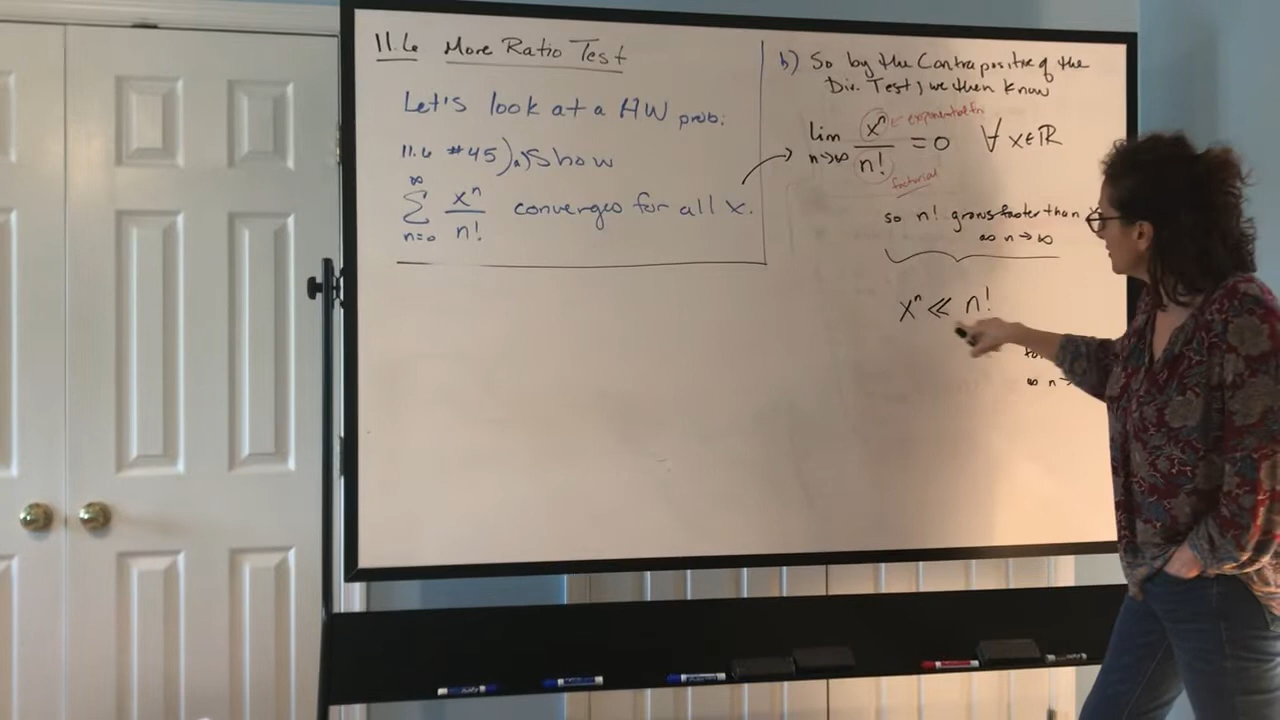 11.6 More Ratio Test
Let's look at a HW prob:
11.6 #45) a) Show
∞
∑ xⁿ/n! converges for all x.
n=0
b) So by the Contrapositive of the
Div. Test, we then know
lim xⁿ/n! = 0 ∀ x∈ℝ
n→∞
← exponential fn
factorial
so n! grows faster than
as n→∞
xⁿ ≪ n!
as n→